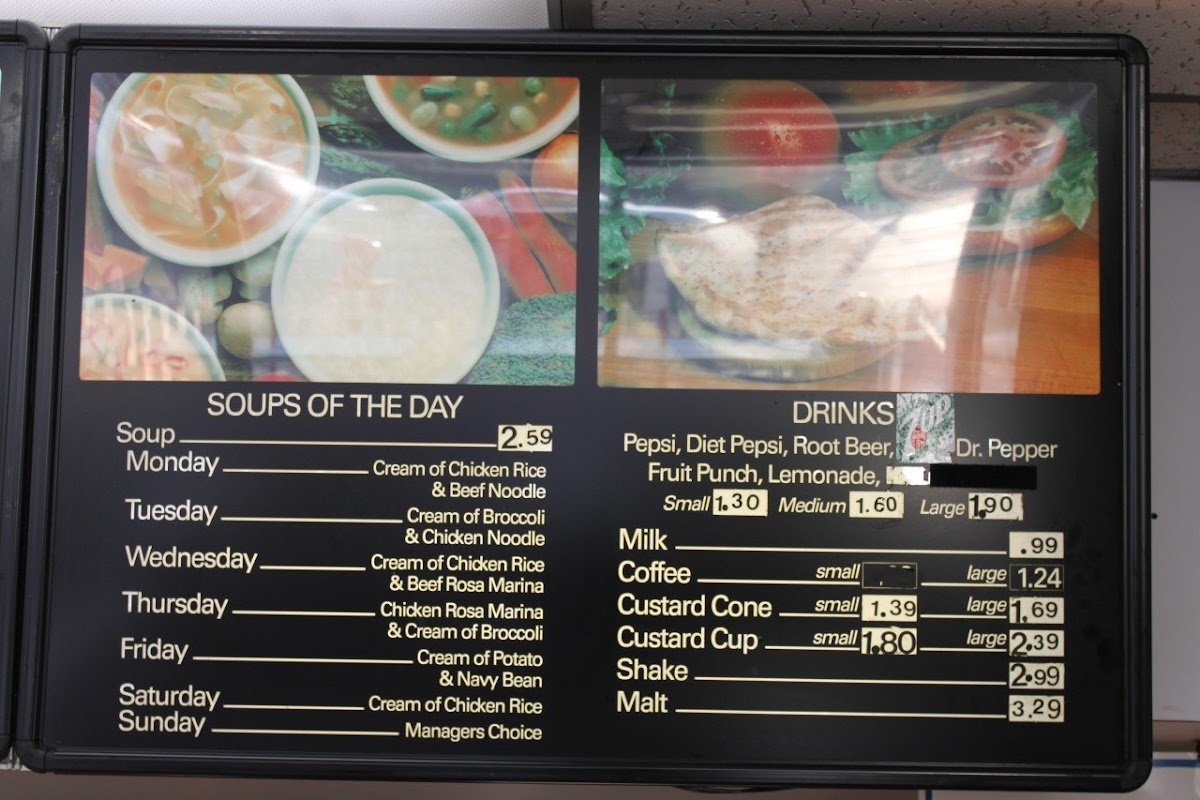 SOUPS OF THE DAY
Soup 2.59
Monday Cream of Chicken Rice
& Beef Noodle
Tuesday Cream of Broccoli
& Chicken Noodle
Wednesday Cream of Chicken Rice
& Beef Rosa Marina
Thursday Chicken Rosa Marina
& Cream of Broccoli
Friday Cream of Potato
& Navy Bean
Saturday Cream of Chicken Rice
Sunday Managers Choice
DRINKS
Pepsi, Diet Pepsi, Root Beer, Dr. Pepper
Fruit Punch, Lemonade,
Small 1.30 Medium 1.60 Large 1.90
Milk .99
Coffee small large 1.24
Custard Cone small 1.39 large 1.69
Custard Cup small 1.80 large 2.39
Shake 2.99
Malt 3.29